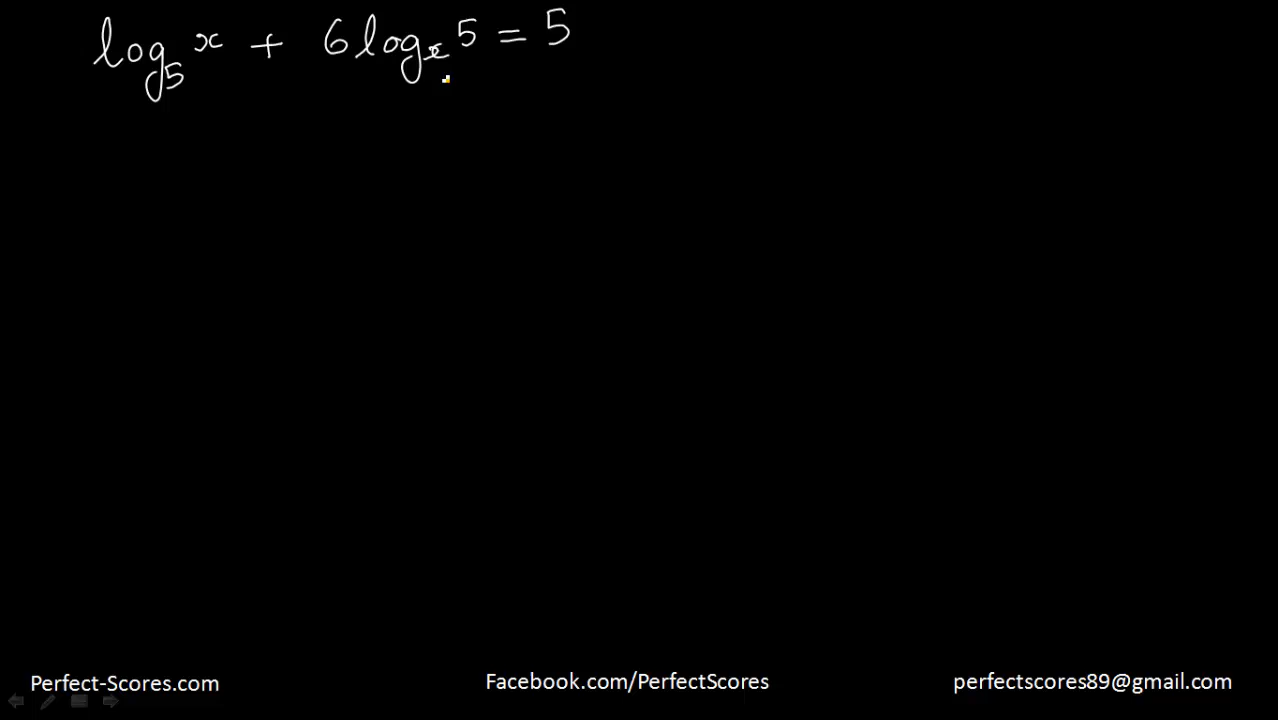 log₅ x + 6 logₓ 5 = 5
Perfect-Scores.com
Facebook.com/PerfectScores
perfectscores89@gmail.com